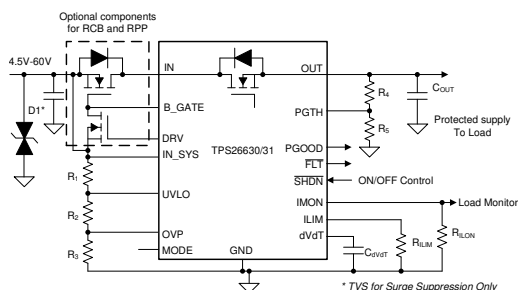 Optional components
for RCB and RPP
4.5V-60V
IN
OUT
D1*
B_GATE
DRV
IN_SYS
UVLO
OVP
MODE
GND
TPS26630/31
PGTH
PGOOD
FLT
SHDN
IMON
ILIM
dVdT
R4
R5
COUT
Protected supply
To Load
ON/OFF Control
Load Monitor
R1
R2
R3
CdVdT
RILIM
RILON
* TVS for Surge Suppression Only